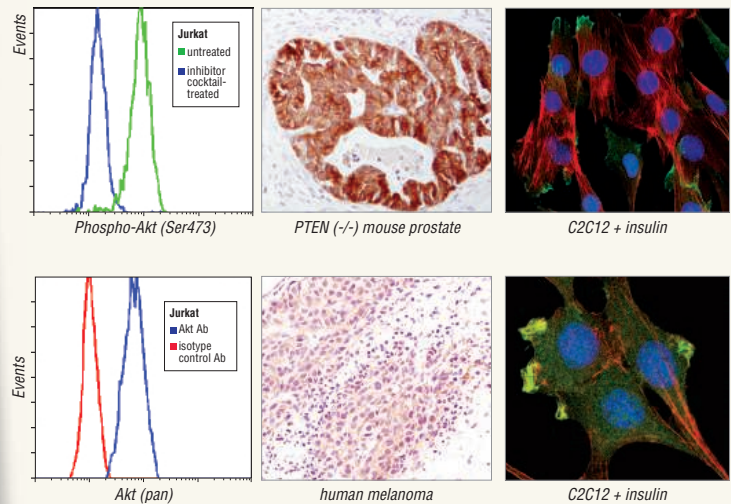 Events
Jurkat
untreated
inhibitor
cocktail-
treated
Phospho-Akt (Ser473)
PTEN (-/-) mouse prostate
C2C12 + insulin
Events
Jurkat
Akt Ab
isotype
control Ab
Akt (pan)
human melanoma
C2C12 + insulin